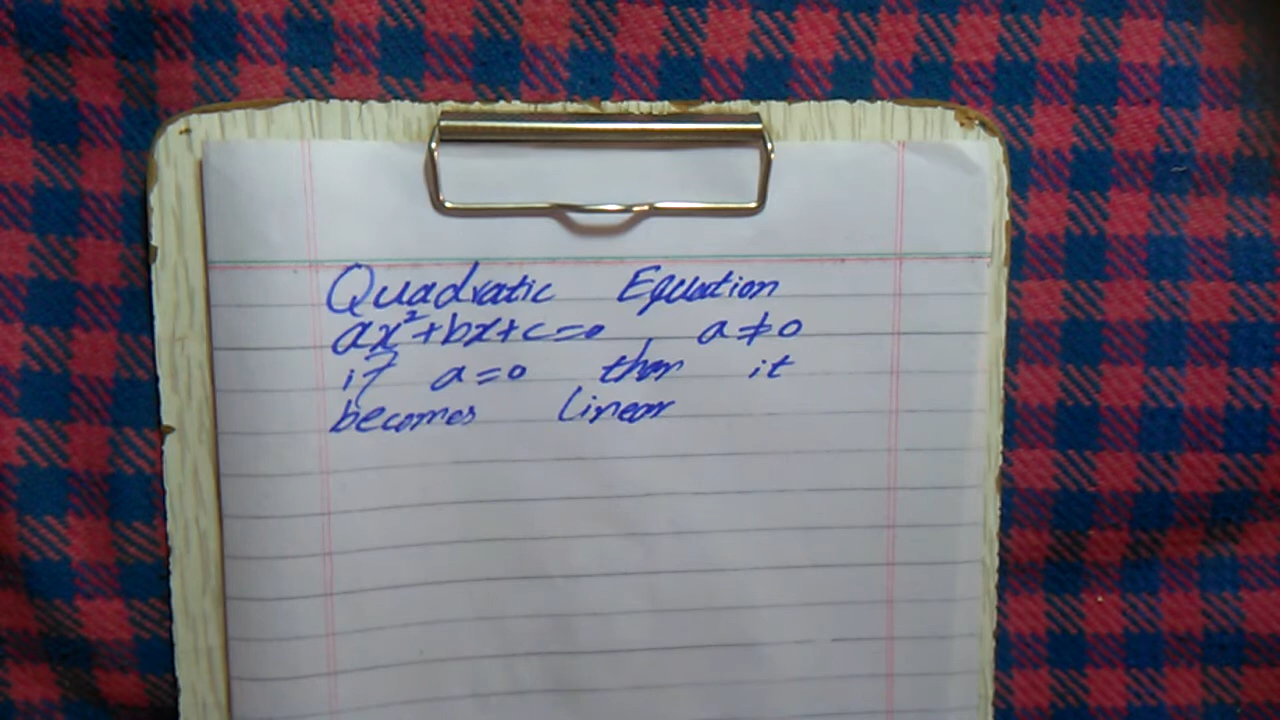 Quadratic Equation
ax²+bx+c=0, a≠0
if a=0 then it
becomes linear